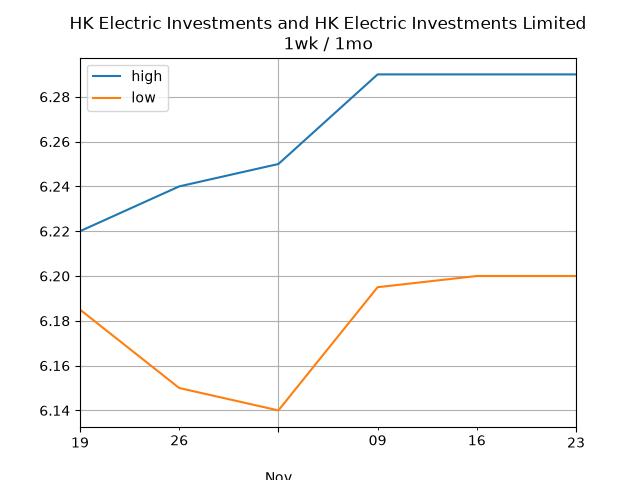 HK Electric Investments and HK Electric Investments Limited
1wk / 1mo
high
low
6.28
6.26
6.24
6.22
6.20
6.18
6.16
6.14
19
26
09
16
23
Nov